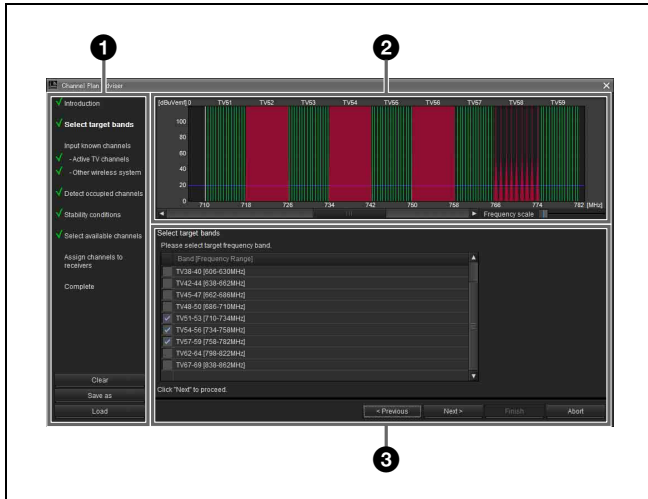 1
2
Channel Plan Adviser
Introduction
Select target bands
Input known channels
- Active TV channels
- Other wireless system
Detect occupied channels
Stability conditions
Select available channels
Assign channels to
receivers
Complete
Clear
Save as
Load
[dBuVemf] 0 TV51 TV52 TV53 TV54 TV55 TV56 TV57 TV58 TV59
100
80
60
40
20
0
710 718 726 734 742 750 758 766 774 782 [MHz]
Frequency scale
Select target bands
Please select target frequency band.
Band [Frequency Range]
TV38-40 [606-630MHz]
TV42-44 [638-662MHz]
TV45-47 [662-686MHz]
TV48-50 [686-710MHz]
TV51-53 [710-734MHz]
TV54-56 [734-758MHz]
TV57-59 [758-782MHz]
TV62-64 [798-822MHz]
TV67-69 [838-862MHz]
Click "Next" to proceed.
< Previous Next > Finish Abort
3